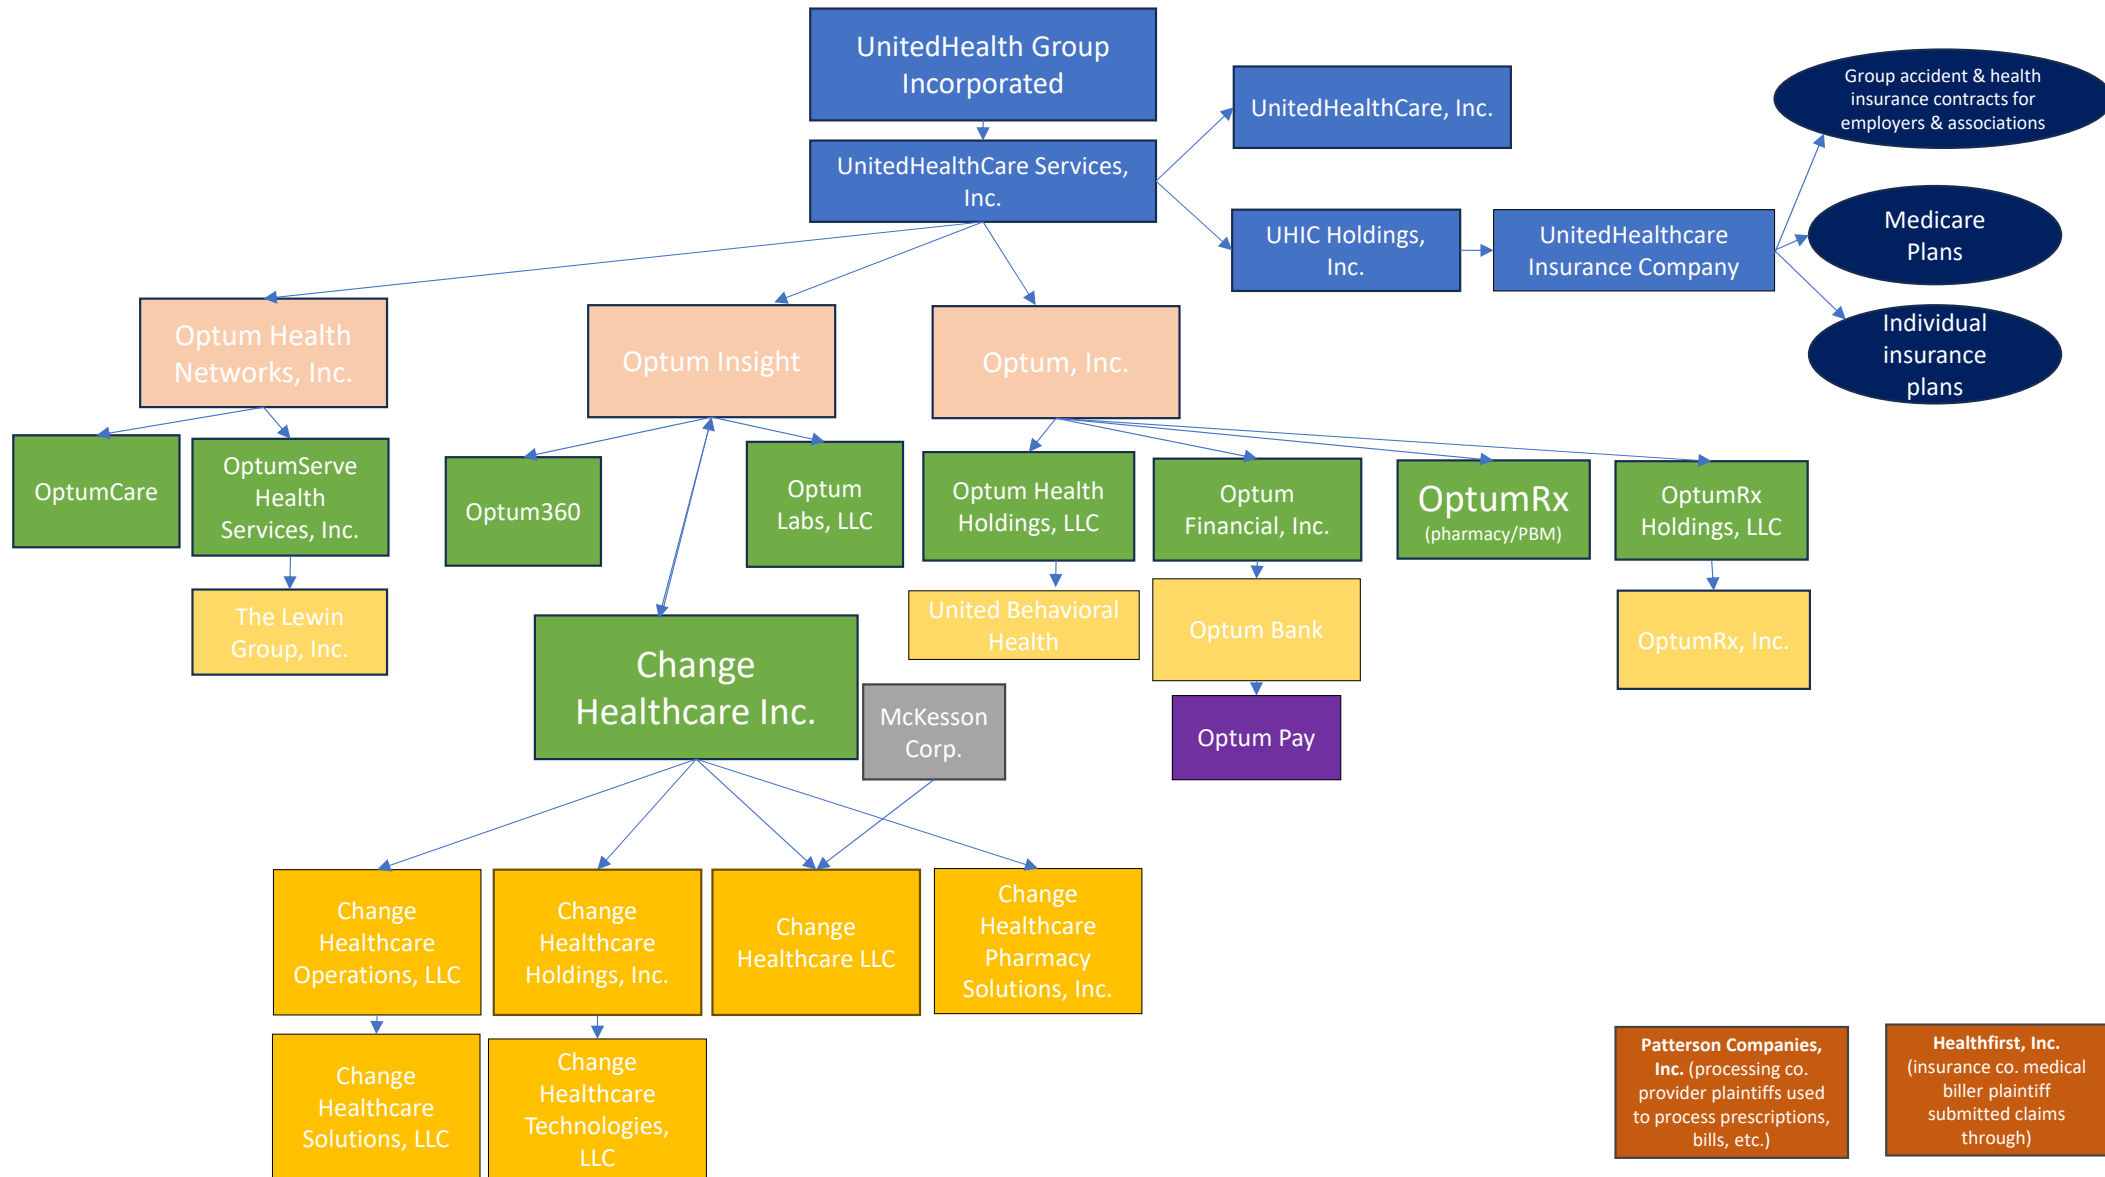 UnitedHealth Group
Incorporated
UnitedHealthCare, Inc.
Group accident & health
insurance contracts for
employers & associations
UnitedHealthCare Services,
Inc.
UHIC Holdings,
Inc.
UnitedHealthcare
Insurance Company
Medicare
Plans
Individual
insurance
plans
Optum Health
Networks, Inc.
Optum Insight
Optum, Inc.
OptumCare
OptumServe
Health
Services, Inc.
Optum360
Optum
Labs, LLC
Optum Health
Holdings, LLC
Optum
Financial, Inc.
OptumRx
(pharmacy/PBM)
OptumRx
Holdings, LLC
The Lewin
Group, Inc.
United Behavioral
Health
Optum Bank
OptumRx, Inc.
Change
Healthcare Inc.
McKesson
Corp.
Optum Pay
Change
Healthcare
Operations, LLC
Change
Healthcare
Holdings, Inc.
Change
Healthcare LLC
Change
Healthcare
Pharmacy
Solutions, Inc.
Change
Healthcare
Solutions, LLC
Change
Healthcare
Technologies,
LLC
Patterson Companies,
Inc. (processing co.
provider plaintiffs used
to process prescriptions,
bills, etc.)
Healthfirst, Inc.
(insurance co. medical
biller plaintiff
submitted claims
through)